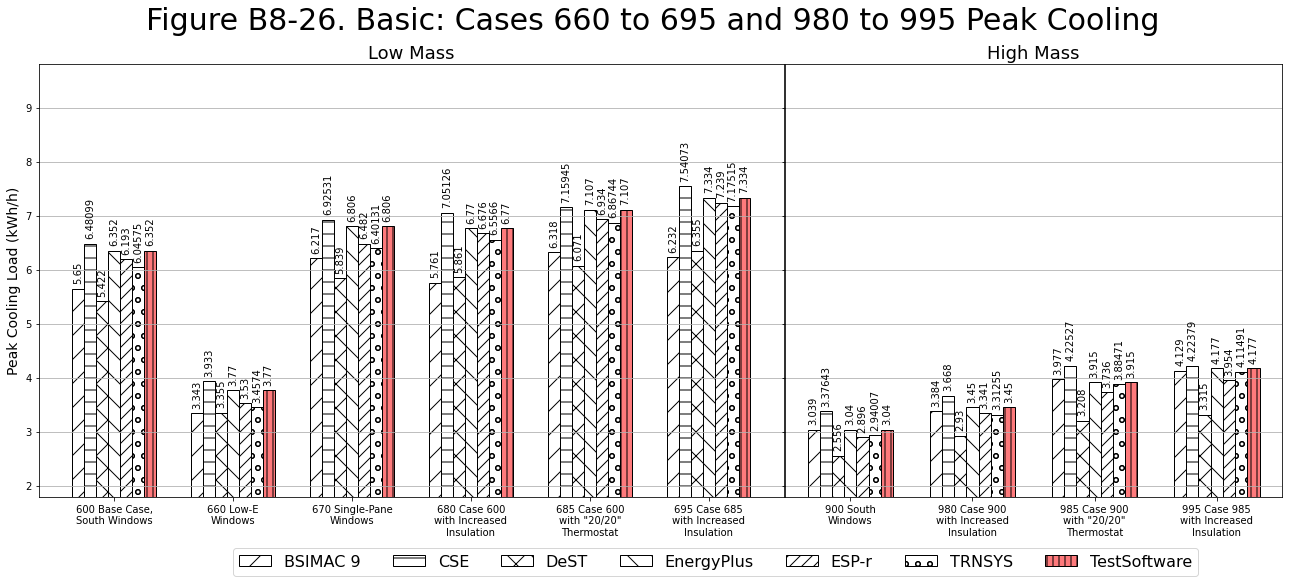 Figure B8-26. Basic: Cases 660 to 695 and 980 to 995 Peak Cooling
Low Mass
High Mass
Peak Cooling Load (kWh/h)
9
8
7
6
5
4
3
2
5.65
6.48099
5.422
6.352
6.193
6.04575
6.352
3.343
3.933
3.355
3.77
3.53
3.4574
3.77
6.217
6.92531
5.839
6.806
6.482
6.40131
6.806
5.761
7.05126
5.861
6.77
6.676
6.5566
6.77
6.318
7.15945
6.071
7.107
6.934
6.86744
7.107
6.232
7.54073
6.355
7.334
7.239
7.17515
7.334
3.039
3.37643
2.556
3.04
2.896
2.94007
3.04
3.384
3.668
2.93
3.45
3.341
3.31255
3.45
3.977
4.22527
3.208
3.915
3.736
3.88471
3.915
4.129
4.22379
3.315
4.177
3.954
4.11491
4.177
600 Base Case,
South Windows
660 Low-E
Windows
670 Single-Pane
Windows
680 Case 600
with Increased
Insulation
685 Case 600
with "20/20"
Thermostat
695 Case 685
with Increased
Insulation
900 South
Windows
980 Case 900
with Increased
Insulation
985 Case 900
with "20/20"
Thermostat
995 Case 985
with Increased
Insulation
BSIMAC 9
CSE
DeST
EnergyPlus
ESP-r
TRNSYS
TestSoftware